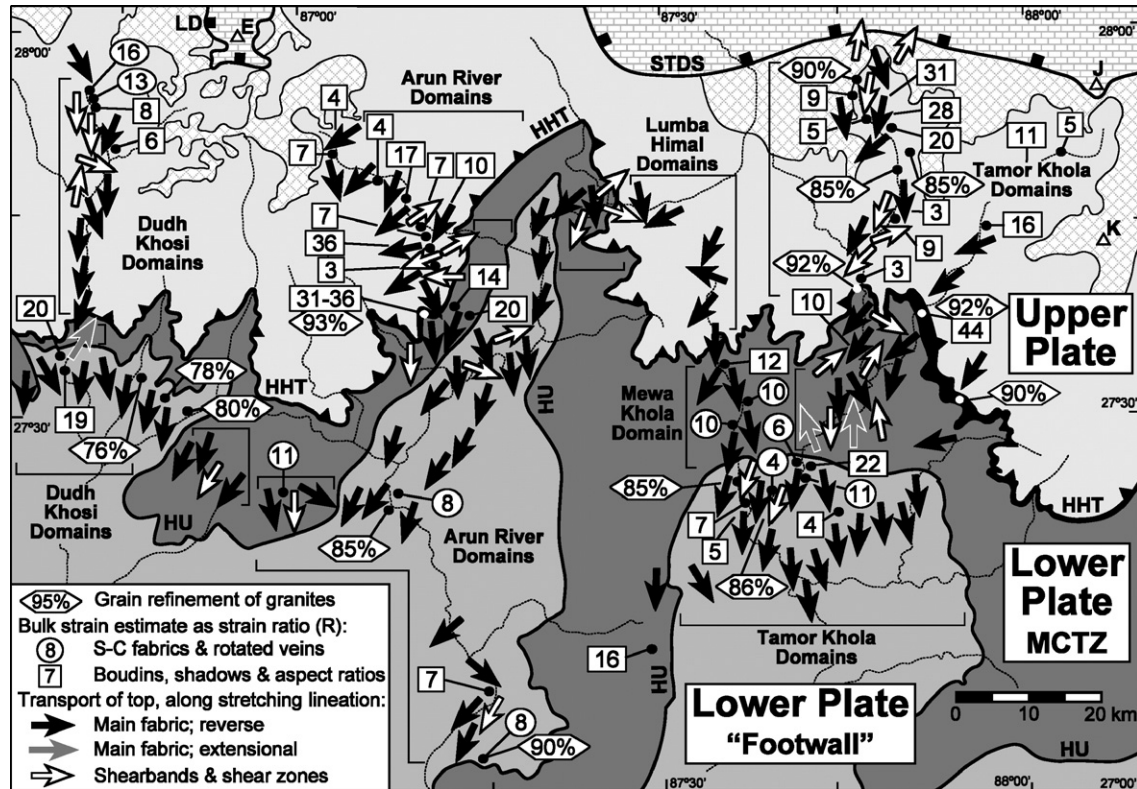 87°00'
87°30'
88°00'
28°00'
28°00'
LD
E
16
13
8
6
4
7
4
17
7
10
Arun River
Domains
HHT
STDS
Lumba
Himal
Domains
90%
9
5
31
28
20
11
5
J
Tamor Khola
Domains
85%
85%
3
16
K
9
Dudh
Khosi
Domains
7
36
3
31-36
93%
14
20
92%
3
10
92%
44
Upper
Plate
20
19
78%
80%
76%
HHT
HU
12
Mewa
Khola
Domain
10
10
6
4
22
90%
27°30'
27°30'
Dudh
Khosi
Domains
11
HU
8
85%
Arun River
Domains
85%
7
5
86%
11
4
HHT
Lower
Plate
MCTZ
Tamor Khola
Domains
16
HU
7
8
90%
Lower Plate
“Footwall”
0 10 20 km
HU
87°30'
88°00'
27°00'
95% Grain refinement of granites
Bulk strain estimate as strain ratio (R):
8 S-C fabrics & rotated veins
7 Boudins, shadows & aspect ratios
Transport of top, along stretching lineation:
Main fabric; reverse
Main fabric; extensional
Shearbands & shear zones